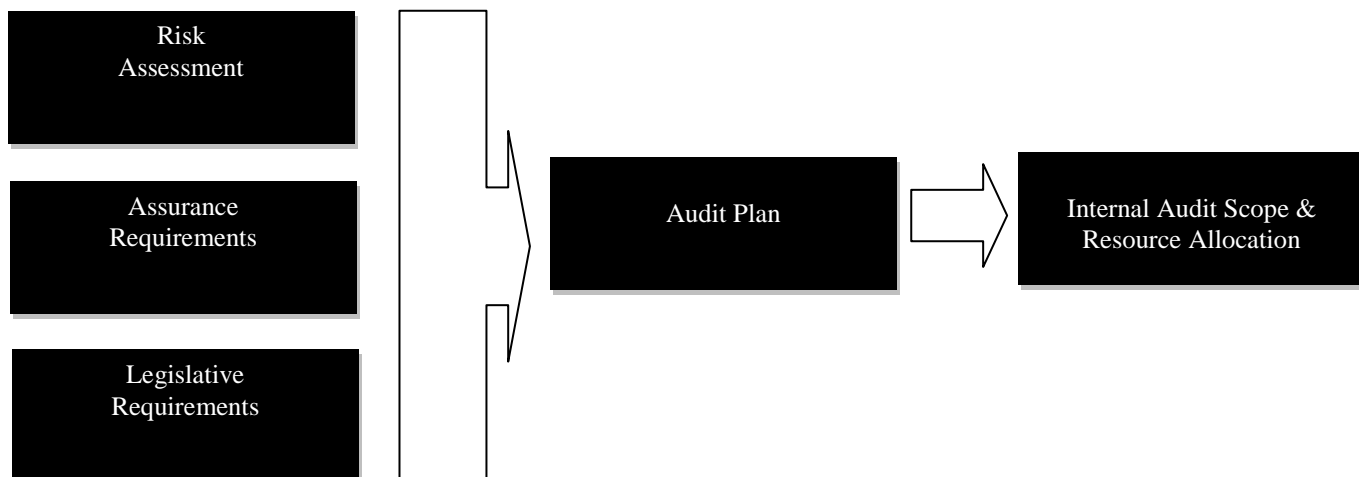 Risk
Assessment
Assurance
Requirements
Legislative
Requirements
Audit Plan
Internal Audit Scope &
Resource Allocation